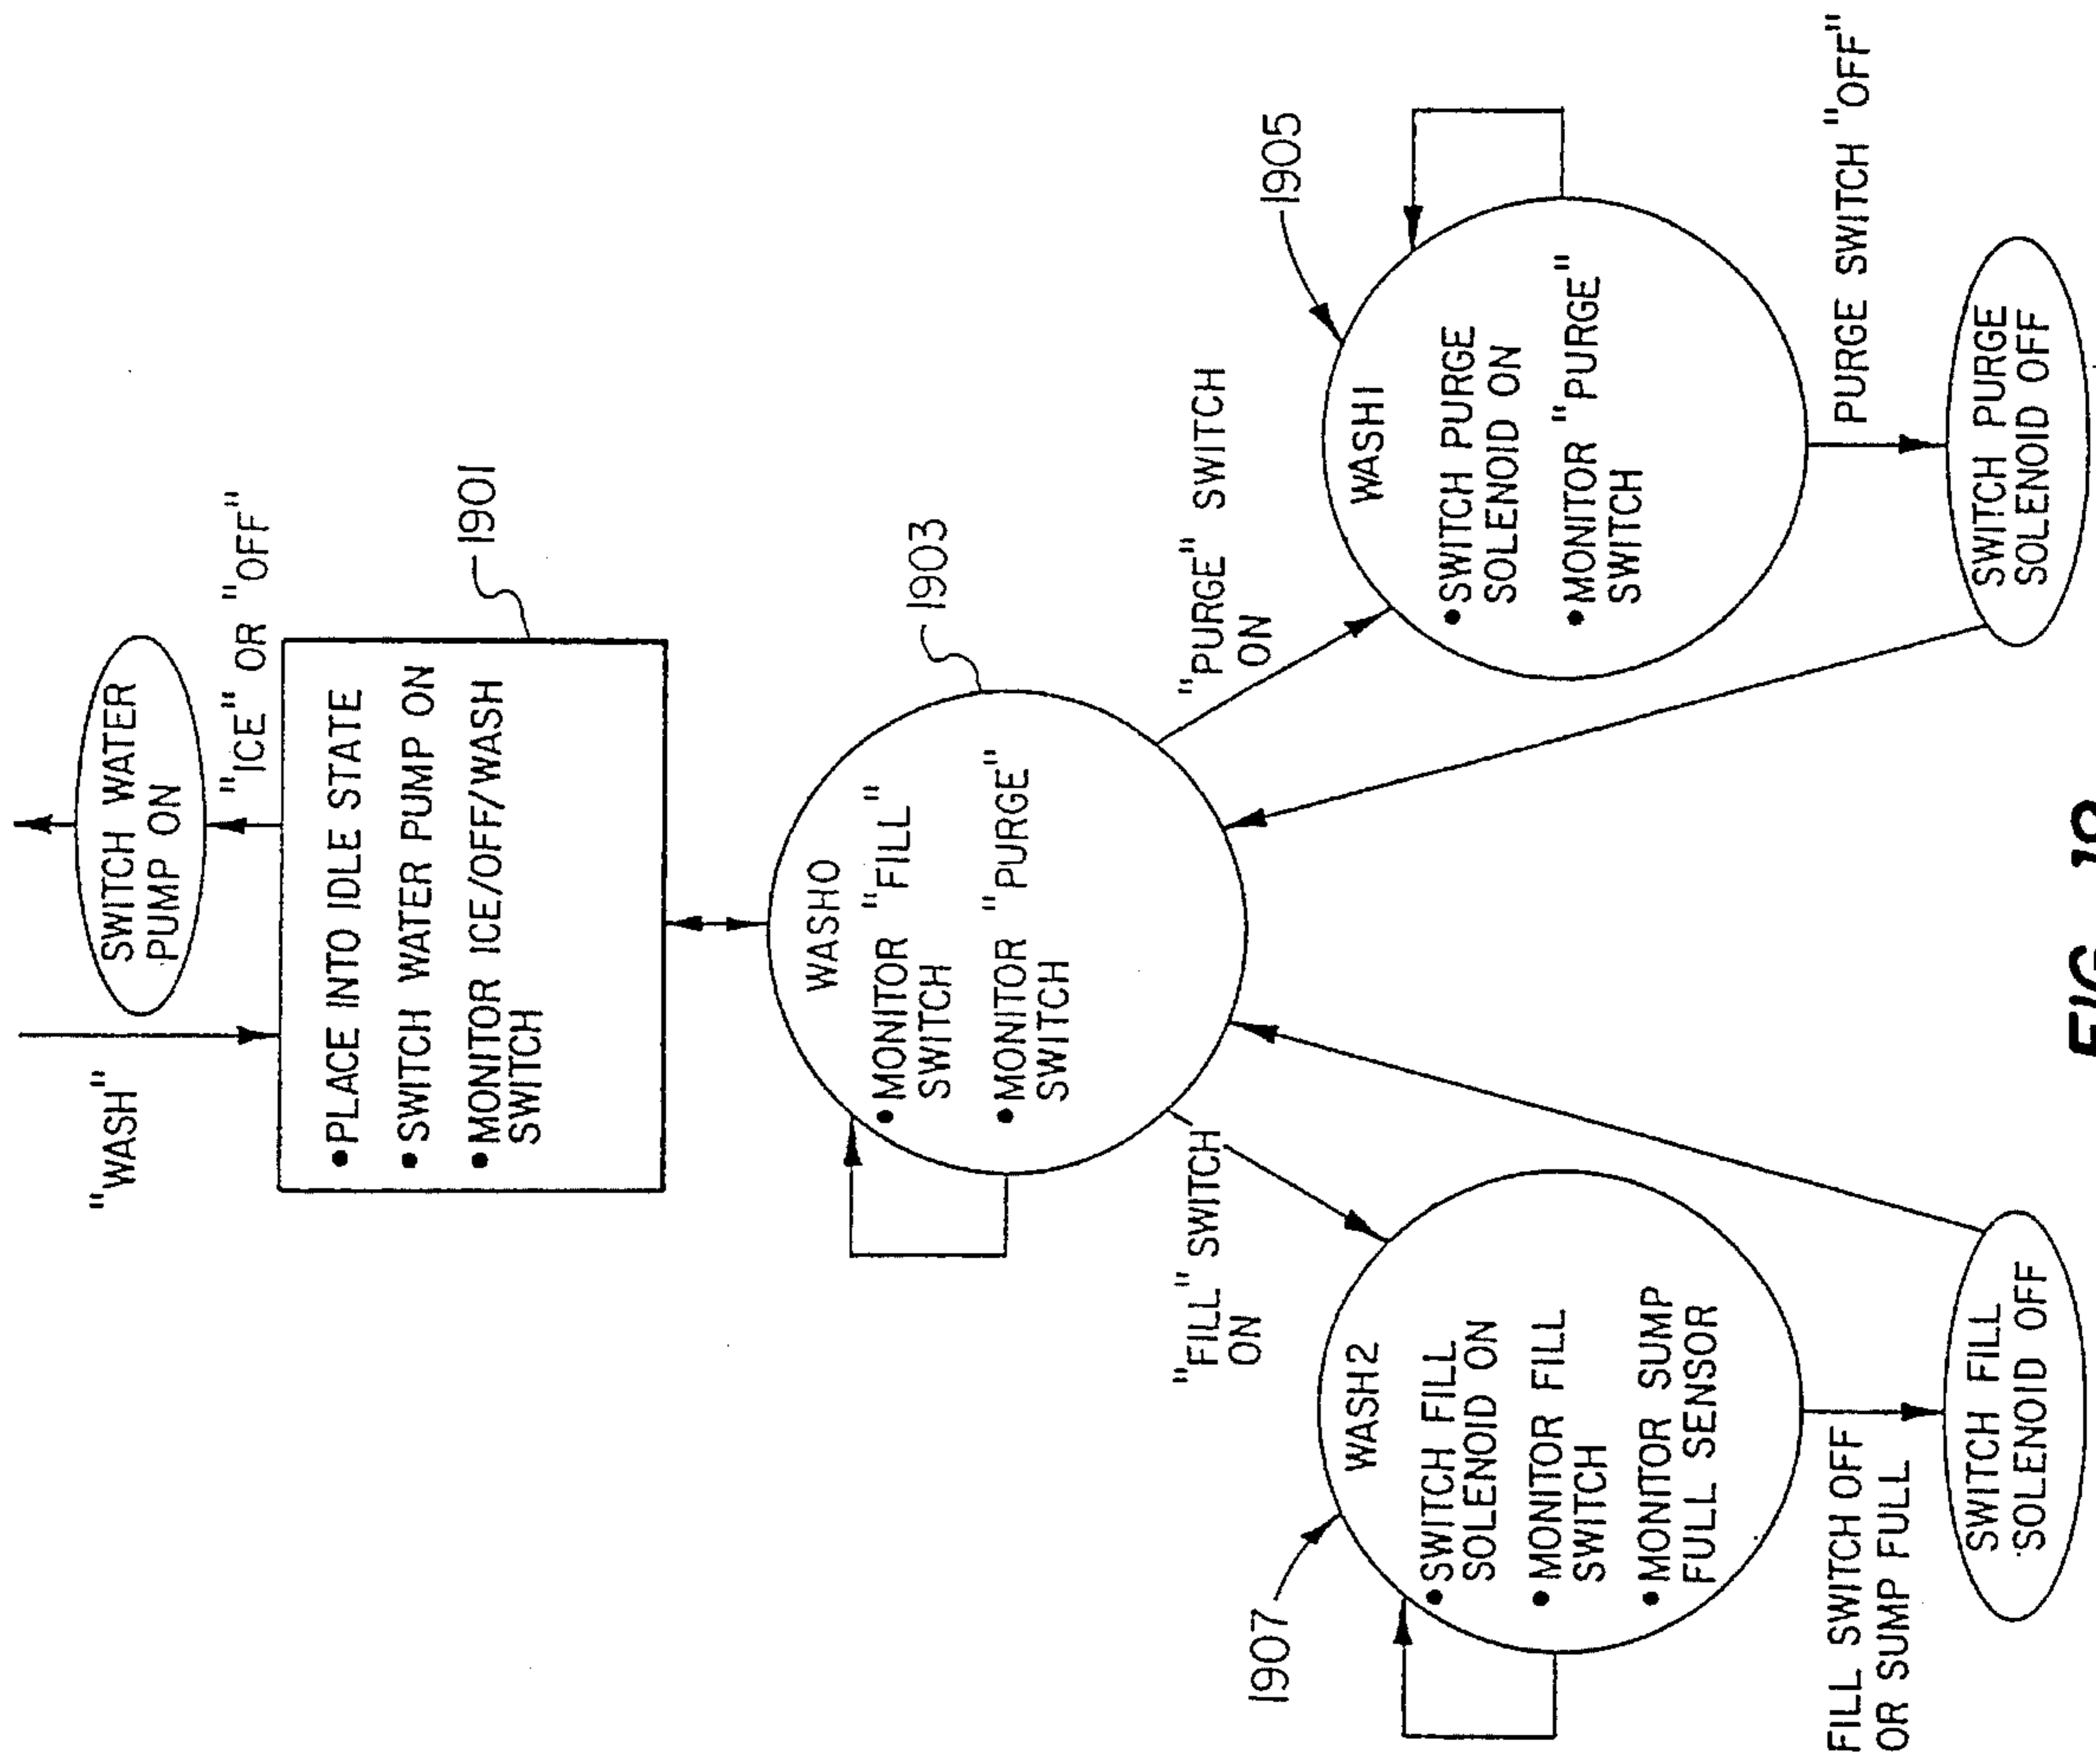 "WASH"
SWITCH WATER
PUMP ON
"ICE" OR "OFF"
• PLACE INTO IDLE STATE
• SWITCH WATER PUMP ON
• MONITOR ICE/OFF/WASH
SWITCH
1901
WASH0
• MONITOR "FILL"
SWITCH
• MONITOR "PURGE"
SWITCH
1903
"FILL" SWITCH
ON
"PURGE" SWITCH
ON
1907
WASH2
• SWITCH FILL
SOLENOID ON
• MONITOR FILL
SWITCH
• MONITOR SUMP
FULL SENSOR
FILL SWITCH OFF
OR SUMP FULL
SWITCH FILL
SOLENOID OFF
1905
WASH1
• SWITCH PURGE
SOLENOID ON
• MONITOR "PURGE"
SWITCH
PURGE SWITCH "OFF"
SWITCH PURGE
SOLENOID OFF
FIG.